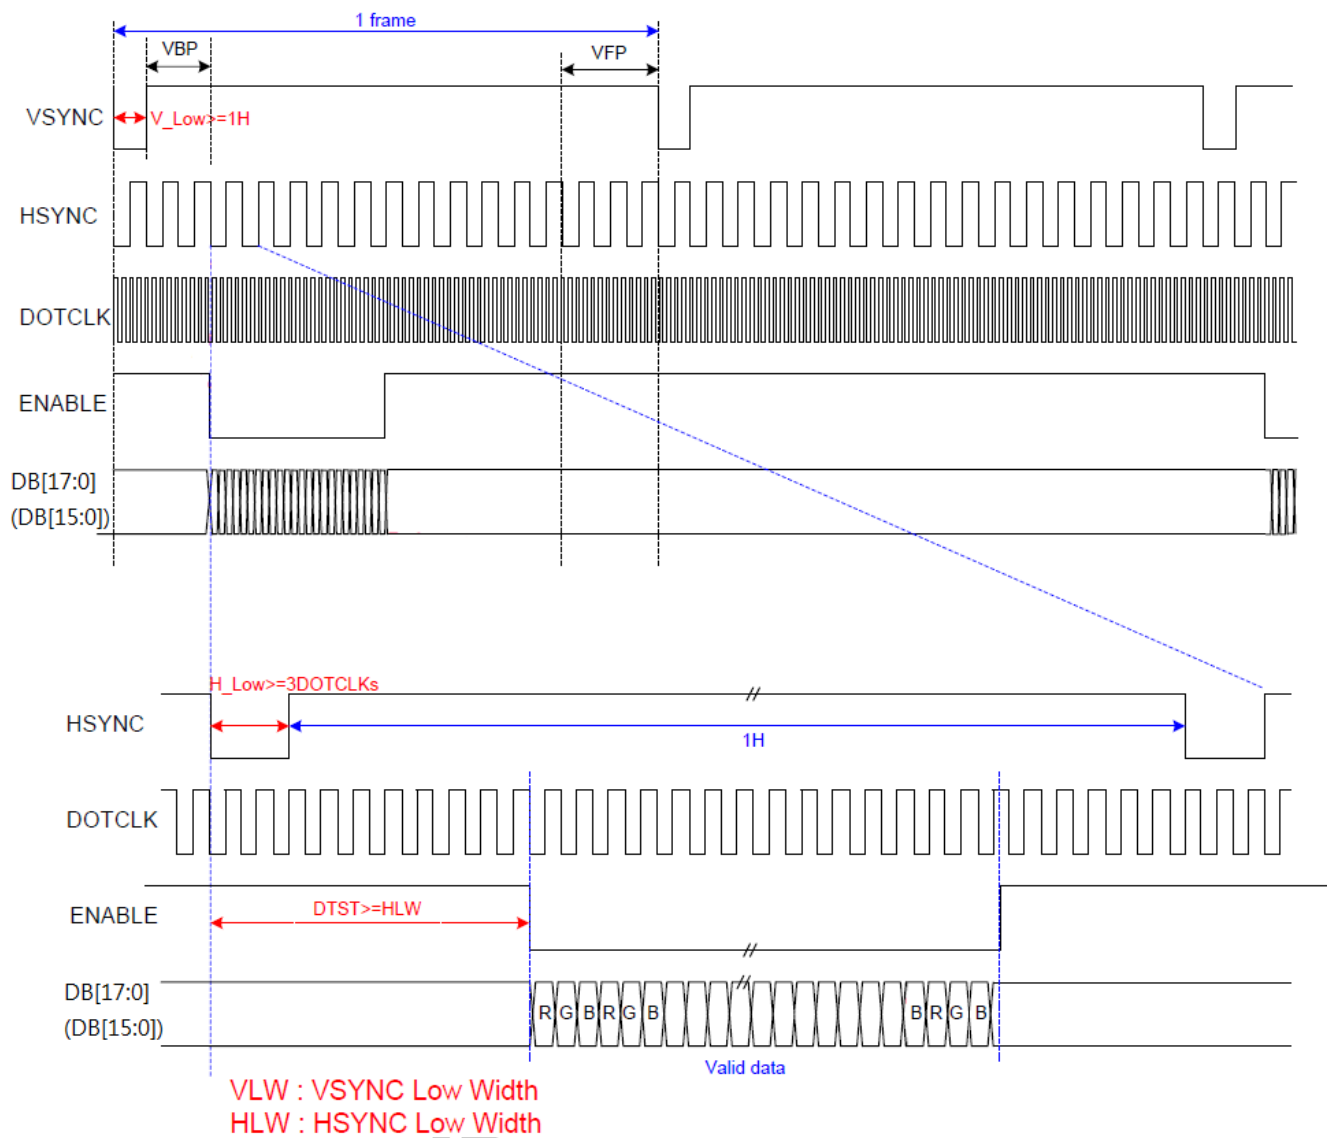 1 frame
VBP
VFP
VSYNC
V_Low>=1H
HSYNC
DOTCLK
ENABLE
DB[17:0]
(DB[15:0])
H_Low>=3DOTCLKs
HSYNC
1H
DOTCLK
ENABLE
DTST>=HLW
DB[17:0]
(DB[15:0])
R G B R G B B R G B
Valid data
VLW : VSYNC Low Width
HLW : HSYNC Low Width